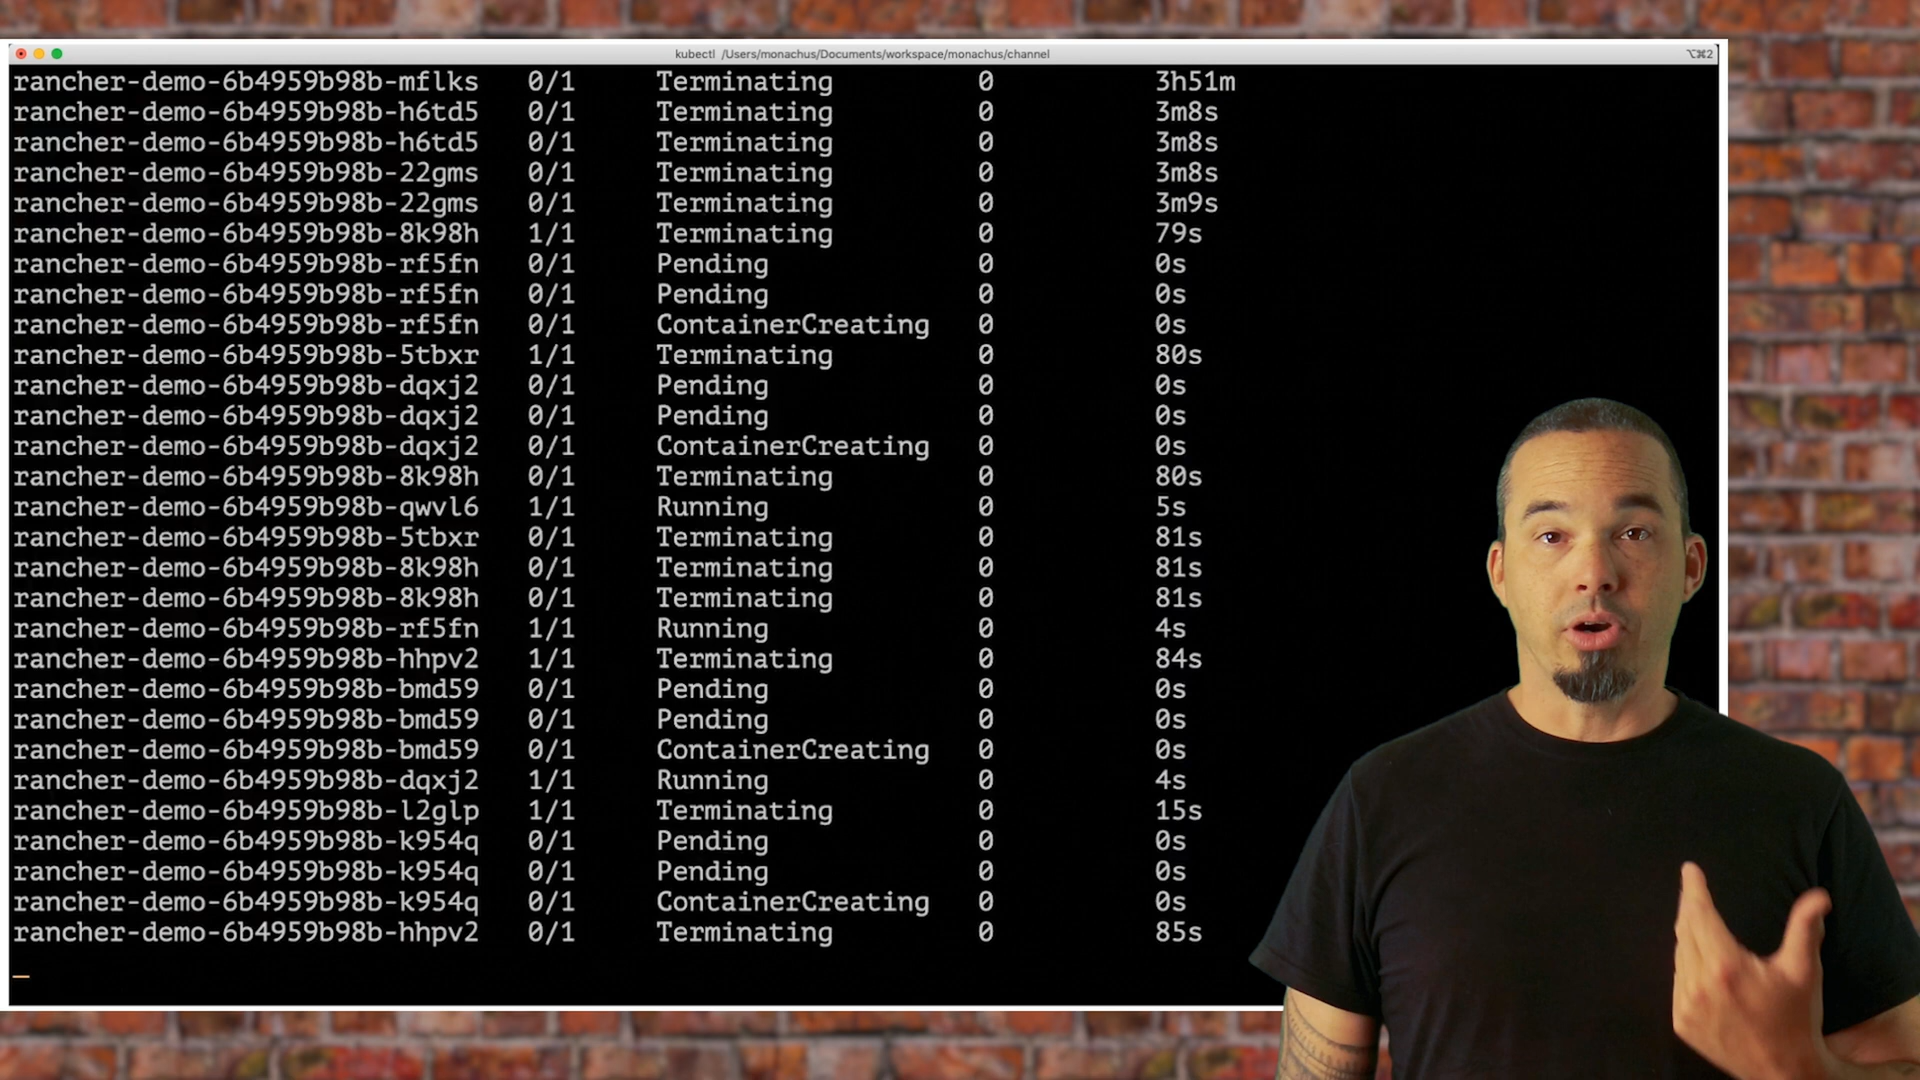 kubectl /Users/monachus/Documents/workspace/monachus/channel ⌥⌘2
rancher-demo-6b4959b98b-mflks 0/1 Terminating 0 3h51m
rancher-demo-6b4959b98b-h6td5 0/1 Terminating 0 3m8s
rancher-demo-6b4959b98b-h6td5 0/1 Terminating 0 3m8s
rancher-demo-6b4959b98b-22gms 0/1 Terminating 0 3m8s
rancher-demo-6b4959b98b-22gms 0/1 Terminating 0 3m9s
rancher-demo-6b4959b98b-8k98h 1/1 Terminating 0 79s
rancher-demo-6b4959b98b-rf5fn 0/1 Pending 0 0s
rancher-demo-6b4959b98b-rf5fn 0/1 Pending 0 0s
rancher-demo-6b4959b98b-rf5fn 0/1 ContainerCreating 0 0s
rancher-demo-6b4959b98b-5tbxr 1/1 Terminating 0 80s
rancher-demo-6b4959b98b-dqxj2 0/1 Pending 0 0s
rancher-demo-6b4959b98b-dqxj2 0/1 Pending 0 0s
rancher-demo-6b4959b98b-dqxj2 0/1 ContainerCreating 0 0s
rancher-demo-6b4959b98b-8k98h 0/1 Terminating 0 80s
rancher-demo-6b4959b98b-qwvl6 1/1 Running 0 5s
rancher-demo-6b4959b98b-5tbxr 0/1 Terminating 0 81s
rancher-demo-6b4959b98b-8k98h 0/1 Terminating 0 81s
rancher-demo-6b4959b98b-8k98h 0/1 Terminating 0 81s
rancher-demo-6b4959b98b-rf5fn 1/1 Running 0 4s
rancher-demo-6b4959b98b-hhpv2 1/1 Terminating 0 84s
rancher-demo-6b4959b98b-bmd59 0/1 Pending 0 0s
rancher-demo-6b4959b98b-bmd59 0/1 Pending 0 0s
rancher-demo-6b4959b98b-bmd59 0/1 ContainerCreating 0 0s
rancher-demo-6b4959b98b-dqxj2 1/1 Running 0 4s
rancher-demo-6b4959b98b-l2glp 1/1 Terminating 0 15s
rancher-demo-6b4959b98b-k954q 0/1 Pending 0 0s
rancher-demo-6b4959b98b-k954q 0/1 Pending 0 0s
rancher-demo-6b4959b98b-k954q 0/1 ContainerCreating 0 0s
rancher-demo-6b4959b98b-hhpv2 0/1 Terminating 0 85s